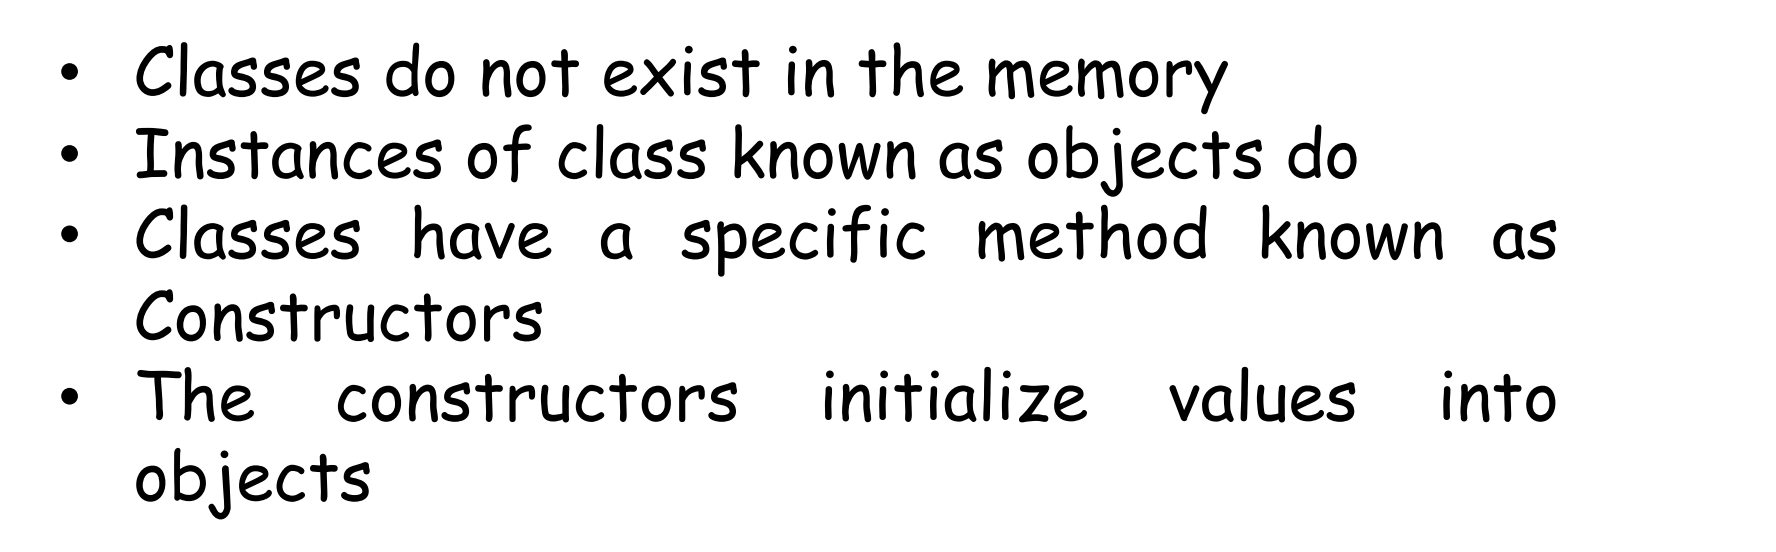 • Classes do not exist in the memory
• Instances of class known as objects do
• Classes have a specific method known as
Constructors
• The constructors initialize values into
objects